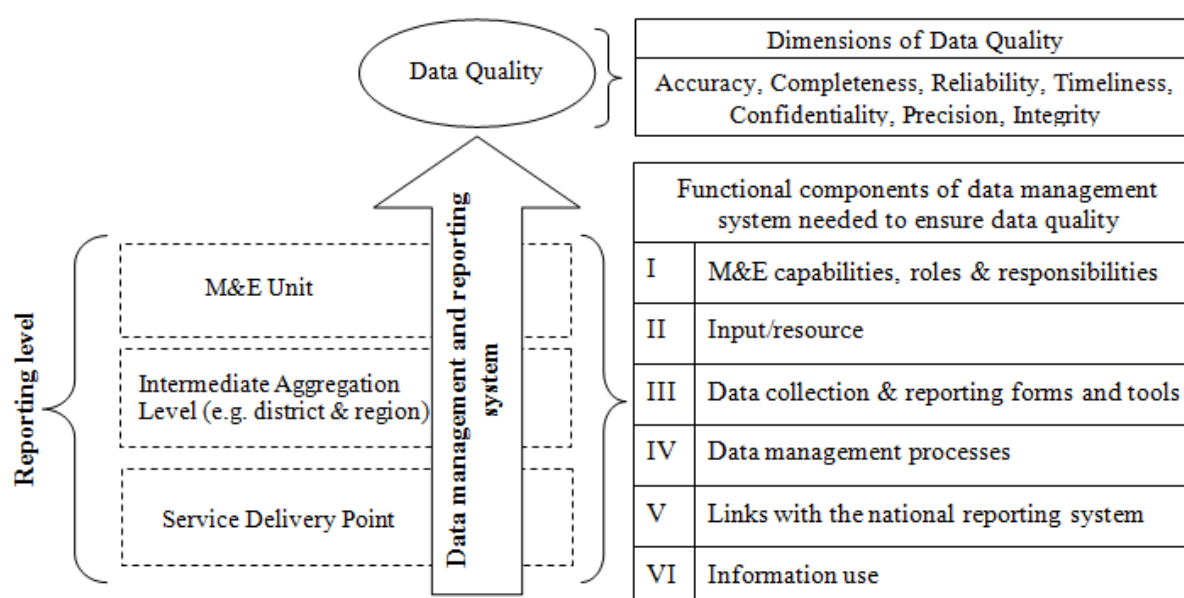 Data Quality
Dimensions of Data Quality
Accuracy, Completeness, Reliability, Timeliness,
Confidentiality, Precision, Integrity
Reporting level
M&E Unit
Intermediate Aggregation
Level (e.g. district & region)
Service Delivery Point
Data management and reporting
system
Functional components of data management
system needed to ensure data quality
I M&E capabilities, roles & responsibilities
II Input/resource
III Data collection & reporting forms and tools
IV Data management processes
V Links with the national reporting system
VI Information use